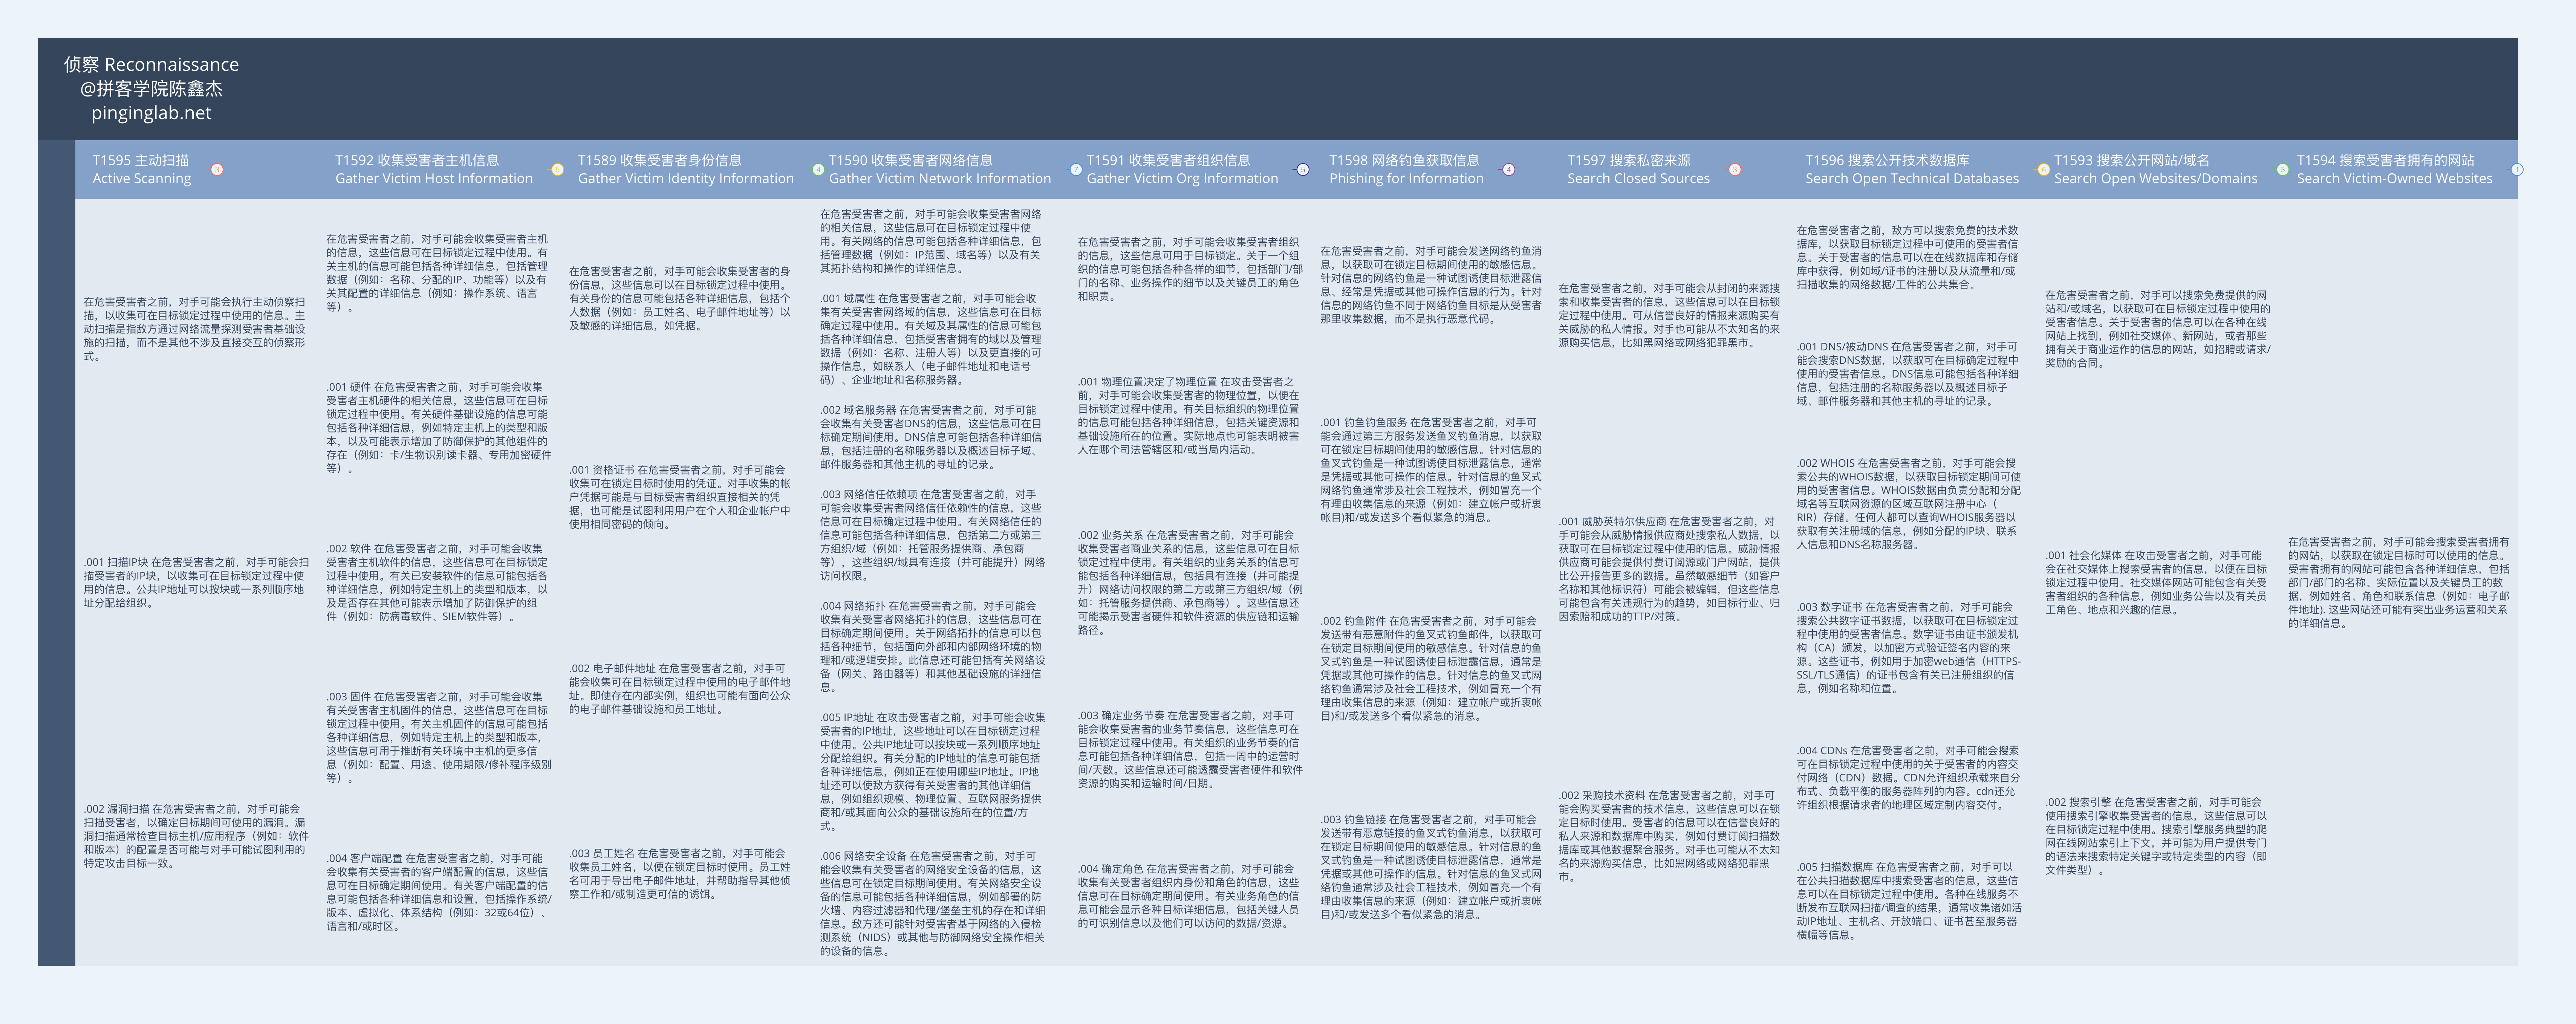 侦察 Reconnaissance
@拼客学院陈鑫杰
pinginglab.net
T1595 主动扫描
Active Scanning
3
在危害受害者之前，对手可能会执行主动侦察扫
描，以收集可在目标锁定过程中使用的信息。主
动扫描是指敌方通过网络流量探测受害者基础设
施的扫描，而不是其他不涉及直接交互的侦察形
式。
.001 扫描IP块 在危害受害者之前，对手可能会扫
描受害者的IP块，以收集可在目标锁定过程中使
用的信息。公共IP地址可以按块或一系列顺序地
址分配给组织。
.002 漏洞扫描 在危害受害者之前，对手可能会
扫描受害者，以确定目标期间可使用的漏洞。漏
洞扫描通常检查目标主机/应用程序（例如：软件
和版本）的配置是否可能与对手可能试图利用的
特定攻击目标一致。
T1592 收集受害者主机信息
Gather Victim Host Information
5
在危害受害者之前，对手可能会收集受害者主机
的信息，这些信息可在目标锁定过程中使用。有
关主机的信息可能包括各种详细信息，包括管理
数据（例如：名称、分配的IP、功能等）以及有
关其配置的详细信息（例如：操作系统、语言
等）。
.001 硬件 在危害受害者之前，对手可能会收集
受害者主机硬件的相关信息，这些信息可在目标
锁定过程中使用。有关硬件基础设施的信息可能
包括各种详细信息，例如特定主机上的类型和版
本，以及可能表示增加了防御保护的其他组件的
存在（例如：卡/生物识别读卡器、专用加密硬件
等）。
.002 软件 在危害受害者之前，对手可能会收集
受害者主机软件的信息，这些信息可在目标锁定
过程中使用。有关已安装软件的信息可能包括各
种详细信息，例如特定主机上的类型和版本，以
及是否存在其他可能表示增加了防御保护的组
件（例如：防病毒软件、SIEM软件等）。
.003 固件 在危害受害者之前，对手可能会收集
有关受害者主机固件的信息，这些信息可在目标
锁定过程中使用。有关主机固件的信息可能包括
各种详细信息，例如特定主机上的类型和版本，
这些信息可用于推断有关环境中主机的更多信
息（例如：配置、用途、使用期限/修补程序级别
等）。
.004 客户端配置 在危害受害者之前，对手可能
会收集有关受害者的客户端配置的信息，这些信
息可在目标确定期间使用。有关客户端配置的信
息可能包括各种详细信息和设置，包括操作系统/
版本、虚拟化、体系结构（例如：32或64位）、
语言和/或时区。
T1589 收集受害者身份信息
Gather Victim Identity Information
4
在危害受害者之前，对手可能会收集受害者的身
份信息，这些信息可以在目标锁定过程中使用。
有关身份的信息可能包括各种详细信息，包括个
人数据（例如：员工姓名、电子邮件地址等）以
及敏感的详细信息，如凭据。
.001 资格证书 在危害受害者之前，对手可能会
收集可在锁定目标时使用的凭证。对手收集的帐
户凭据可能是与目标受害者组织直接相关的凭
据，也可能是试图利用用户在个人和企业帐户中
使用相同密码的倾向。
.002 电子邮件地址 在危害受害者之前，对手可
能会收集可在目标锁定过程中使用的电子邮件地
址。即使存在内部实例，组织也可能有面向公众
的电子邮件基础设施和员工地址。
.003 员工姓名 在危害受害者之前，对手可能会
收集员工姓名，以便在锁定目标时使用。员工姓
名可用于导出电子邮件地址，并帮助指导其他侦
察工作和/或制造更可信的诱饵。
T1590 收集受害者网络信息
Gather Victim Network Information
7
在危害受害者之前，对手可能会收集受害者网络
的相关信息，这些信息可在目标锁定过程中使
用。有关网络的信息可能包括各种详细信息，包
括管理数据（例如：IP范围、域名等）以及有关
其拓扑结构和操作的详细信息。
.001 域属性 在危害受害者之前，对手可能会收
集有关受害者网络域的信息，这些信息可在目标
确定过程中使用。有关域及其属性的信息可能包
括各种详细信息，包括受害者拥有的域以及管理
数据（例如：名称、注册人等）以及更直接的可
操作信息，如联系人（电子邮件地址和电话号
码）、企业地址和名称服务器。
.002 域名服务器 在危害受害者之前，对手可能
会收集有关受害者DNS的信息，这些信息可在目
标确定期间使用。DNS信息可能包括各种详细信
息，包括注册的名称服务器以及概述目标子域、
邮件服务器和其他主机的寻址的记录。
.003 网络信任依赖项 在危害受害者之前，对手
可能会收集受害者网络信任依赖性的信息，这些
信息可在目标确定过程中使用。有关网络信任的
信息可能包括各种详细信息，包括第二方或第三
方组织/域（例如：托管服务提供商、承包商
等），这些组织/域具有连接（并可能提升）网络
访问权限。
.004 网络拓扑 在危害受害者之前，对手可能会
收集有关受害者网络拓扑的信息，这些信息可在
目标确定期间使用。关于网络拓扑的信息可以包
括各种细节，包括面向外部和内部网络环境的物
理和/或逻辑安排。此信息还可能包括有关网络设
备（网关、路由器等）和其他基础设施的详细信
息。
.005 IP地址 在攻击受害者之前，对手可能会收集
受害者的IP地址，这些地址可以在目标锁定过程
中使用。公共IP地址可以按块或一系列顺序地址
分配给组织。有关分配的IP地址的信息可能包括
各种详细信息，例如正在使用哪些IP地址。IP地
址还可以使敌方获得有关受害者的其他详细信
息，例如组织规模、物理位置、互联网服务提供
商和/或其面向公众的基础设施所在的位置/方
式。
.006 网络安全设备 在危害受害者之前，对手可
能会收集有关受害者的网络安全设备的信息，这
些信息可在锁定目标期间使用。有关网络安全设
备的信息可能包括各种详细信息，例如部署的防
火墙、内容过滤器和代理/堡垒主机的存在和详细
信息。敌方还可能针对受害者基于网络的入侵检
测系统（NIDS）或其他与防御网络安全操作相关
的设备的信息。
T1591 收集受害者组织信息
Gather Victim Org Information
5
在危害受害者之前，对手可能会收集受害者组织
的信息，这些信息可用于目标锁定。关于一个组
织的信息可能包括各种各样的细节，包括部门/部
门的名称、业务操作的细节以及关键员工的角色
和职责。
.001 物理位置决定了物理位置 在攻击受害者之
前，对手可能会收集受害者的物理位置，以便在
目标锁定过程中使用。有关目标组织的物理位置
的信息可能包括各种详细信息，包括关键资源和
基础设施所在的位置。实际地点也可能表明被害
人在哪个司法管辖区和/或当局内活动。
.002 业务关系 在危害受害者之前，对手可能会
收集受害者商业关系的信息，这些信息可在目标
锁定过程中使用。有关组织的业务关系的信息可
能包括各种详细信息，包括具有连接（并可能提
升）网络访问权限的第二方或第三方组织/域（例
如：托管服务提供商、承包商等）。这些信息还
可能揭示受害者硬件和软件资源的供应链和运输
路径。
.003 确定业务节奏 在危害受害者之前，对手可
能会收集受害者的业务节奏信息，这些信息可在
目标锁定过程中使用。有关组织的业务节奏的信
息可能包括各种详细信息，包括一周中的运营时
间/天数。这些信息还可能透露受害者硬件和软件
资源的购买和运输时间/日期。
.004 确定角色 在危害受害者之前，对手可能会
收集有关受害者组织内身份和角色的信息，这些
信息可在目标确定期间使用。有关业务角色的信
息可能会显示各种目标详细信息，包括关键人员
的可识别信息以及他们可以访问的数据/资源。
T1598 网络钓鱼获取信息
Phishing for Information
4
在危害受害者之前，对手可能会发送网络钓鱼消
息，以获取可在锁定目标期间使用的敏感信息。
针对信息的网络钓鱼是一种试图诱使目标泄露信
息、经常是凭据或其他可操作信息的行为。针对
信息的网络钓鱼不同于网络钓鱼目标是从受害者
那里收集数据，而不是执行恶意代码。
.001 钓鱼钓鱼服务 在危害受害者之前，对手可
能会通过第三方服务发送鱼叉钓鱼消息，以获取
可在锁定目标期间使用的敏感信息。针对信息的
鱼叉式钓鱼是一种试图诱使目标泄露信息，通常
是凭据或其他可操作的信息。针对信息的鱼叉式
网络钓鱼通常涉及社会工程技术，例如冒充一个
有理由收集信息的来源（例如：建立帐户或折衷
帐目)和/或发送多个看似紧急的消息。
.002 钓鱼附件 在危害受害者之前，对手可能会
发送带有恶意附件的鱼叉式钓鱼邮件，以获取可
在锁定目标期间使用的敏感信息。针对信息的鱼
叉式钓鱼是一种试图诱使目标泄露信息，通常是
凭据或其他可操作的信息。针对信息的鱼叉式网
络钓鱼通常涉及社会工程技术，例如冒充一个有
理由收集信息的来源（例如：建立帐户或折衷帐
目)和/或发送多个看似紧急的消息。
.003 钓鱼链接 在危害受害者之前，对手可能会
发送带有恶意链接的鱼叉式钓鱼消息，以获取可
在锁定目标期间使用的敏感信息。针对信息的鱼
叉式钓鱼是一种试图诱使目标泄露信息，通常是
凭据或其他可操作的信息。针对信息的鱼叉式网
络钓鱼通常涉及社会工程技术，例如冒充一个有
理由收集信息的来源（例如：建立帐户或折衷帐
目)和/或发送多个看似紧急的消息。
T1597 搜索私密来源
Search Closed Sources
3
在危害受害者之前，对手可能会从封闭的来源搜
索和收集受害者的信息，这些信息可以在目标锁
定过程中使用。可从信誉良好的情报来源购买有
关威胁的私人情报。对手也可能从不太知名的来
源购买信息，比如黑网络或网络犯罪黑市。
.001 威胁英特尔供应商 在危害受害者之前，对
手可能会从威胁情报供应商处搜索私人数据，以
获取可在目标锁定过程中使用的信息。威胁情报
供应商可能会提供付费订阅源或门户网站，提供
比公开报告更多的数据。虽然敏感细节（如客户
名称和其他标识符）可能会被编辑，但这些信息
可能包含有关违规行为的趋势，如目标行业、归
因索赔和成功的TTP/对策。
.002 采购技术资料 在危害受害者之前，对手可
能会购买受害者的技术信息，这些信息可以在锁
定目标时使用。受害者的信息可以在信誉良好的
私人来源和数据库中购买，例如付费订阅扫描数
据库或其他数据聚合服务。对手也可能从不太知
名的来源购买信息，比如黑网络或网络犯罪黑
市。
T1596 搜索公开技术数据库
Search Open Technical Databases
6
在危害受害者之前，敌方可以搜索免费的技术数
据库，以获取目标锁定过程中可使用的受害者信
息。关于受害者的信息可以在在线数据库和存储
库中获得，例如域/证书的注册以及从流量和/或
扫描收集的网络数据/工件的公共集合。
.001 DNS/被动DNS 在危害受害者之前，对手可
能会搜索DNS数据，以获取可在目标确定过程中
使用的受害者信息。DNS信息可能包括各种详细
信息，包括注册的名称服务器以及概述目标子
域、邮件服务器和其他主机的寻址的记录。
.002 WHOIS 在危害受害者之前，对手可能会搜
索公共的WHOIS数据，以获取目标锁定期间可使
用的受害者信息。WHOIS数据由负责分配和分配
域名等互联网资源的区域互联网注册中心（
RIR）存储。任何人都可以查询WHOIS服务器以
获取有关注册域的信息，例如分配的IP块、联系
人信息和DNS名称服务器。
.003 数字证书 在危害受害者之前，对手可能会
搜索公共数字证书数据，以获取可在目标锁定过
程中使用的受害者信息。数字证书由证书颁发机
构（CA）颁发，以加密方式验证签名内容的来
源。这些证书，例如用于加密web通信（HTTPS-
SSL/TLS通信）的证书包含有关已注册组织的信
息，例如名称和位置。
.004 CDNs 在危害受害者之前，对手可能会搜索
可在目标锁定过程中使用的关于受害者的内容交
付网络（CDN）数据。CDN允许组织承载来自分
布式、负载平衡的服务器阵列的内容。cdn还允
许组织根据请求者的地理区域定制内容交付。
.005 扫描数据库 在危害受害者之前，对手可以
在公共扫描数据库中搜索受害者的信息，这些信
息可以在目标锁定过程中使用。各种在线服务不
断发布互联网扫描/调查的结果，通常收集诸如活
动IP地址、主机名、开放端口、证书甚至服务器
横幅等信息。
T1593 搜索公开网站/域名
Search Open Websites/Domains
3
在危害受害者之前，对手可以搜索免费提供的网
站和/或域名，以获取可在目标锁定过程中使用的
受害者信息。关于受害者的信息可以在各种在线
网站上找到，例如社交媒体、新网站，或者那些
拥有关于商业运作的信息的网站，如招聘或请求/
奖励的合同。
.001 社会化媒体 在攻击受害者之前，对手可能
会在社交媒体上搜索受害者的信息，以便在目标
锁定过程中使用。社交媒体网站可能包含有关受
害者组织的各种信息，例如业务公告以及有关员
工角色、地点和兴趣的信息。
.002 搜索引擎 在危害受害者之前，对手可能会
使用搜索引擎收集受害者的信息，这些信息可以
在目标锁定过程中使用。搜索引擎服务典型的爬
网在线网站索引上下文，并可能为用户提供专门
的语法来搜索特定关键字或特定类型的内容（即
文件类型）。
T1594 搜索受害者拥有的网站
Search Victim-Owned Websites
1
在危害受害者之前，对手可能会搜索受害者拥有
的网站，以获取在锁定目标时可以使用的信息。
受害者拥有的网站可能包含各种详细信息，包括
部门/部门的名称、实际位置以及关键员工的数
据，例如姓名、角色和联系信息（例如：电子邮
件地址). 这些网站还可能有突出业务运营和关系
的详细信息。